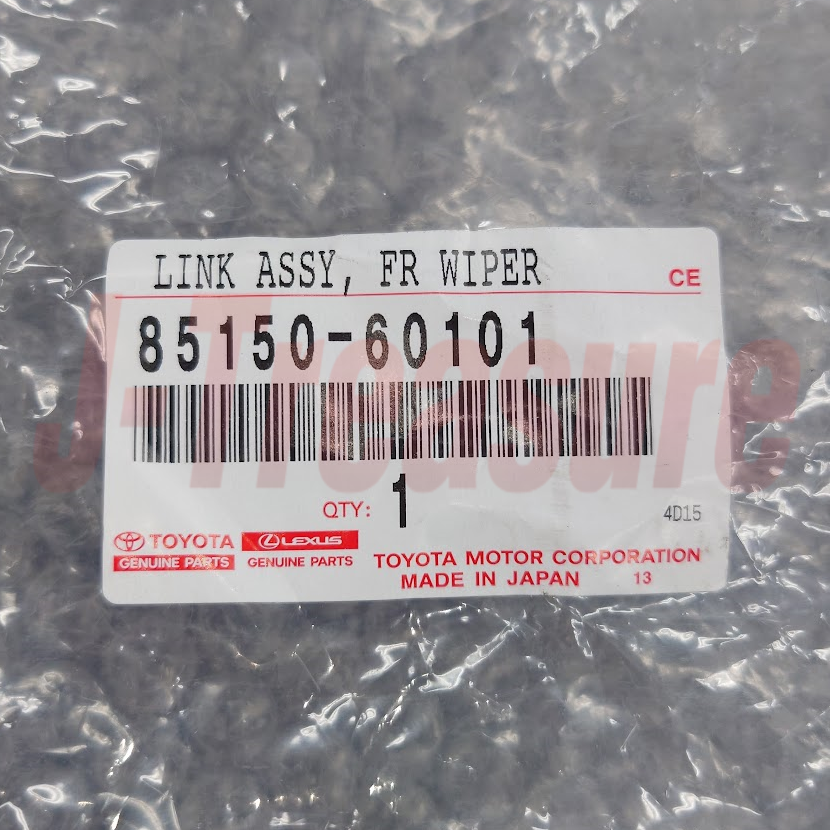 LINK ASSY, FR WIPER
CE
85150-60101
J-Treasure
QTY: 1
4D15
TOYOTA
LEXUS
GENUINE PARTS
GENUINE PARTS
TOYOTA MOTOR CORPORATION
MADE IN JAPAN 13